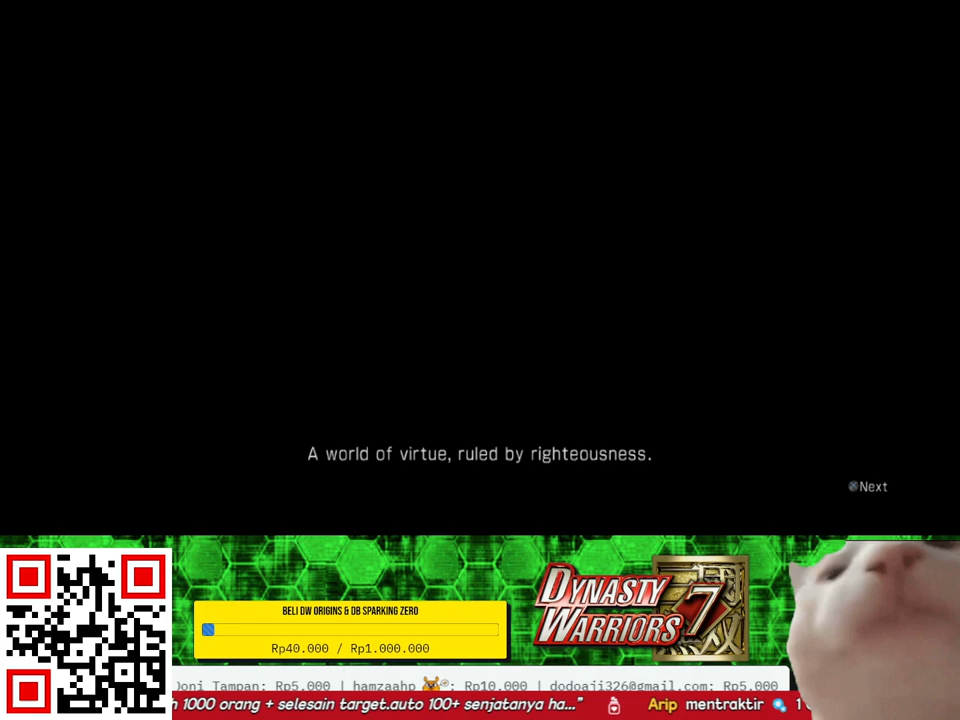 A world of virtue, ruled by righteousness.
Next
BELI DW ORIGINS & DB SPARKING ZERO
Rp40.000 / Rp1.000.000
DYNASTY
WARRIORS 7
Doni Tampan: Rp5.000 | hamzaahp : Rp10.000 | dodoaji326@gmail.com: Rp5.000
h 1000 orang + selesain target.auto 100+ senjatanya ha..." Arip mentraktir 1